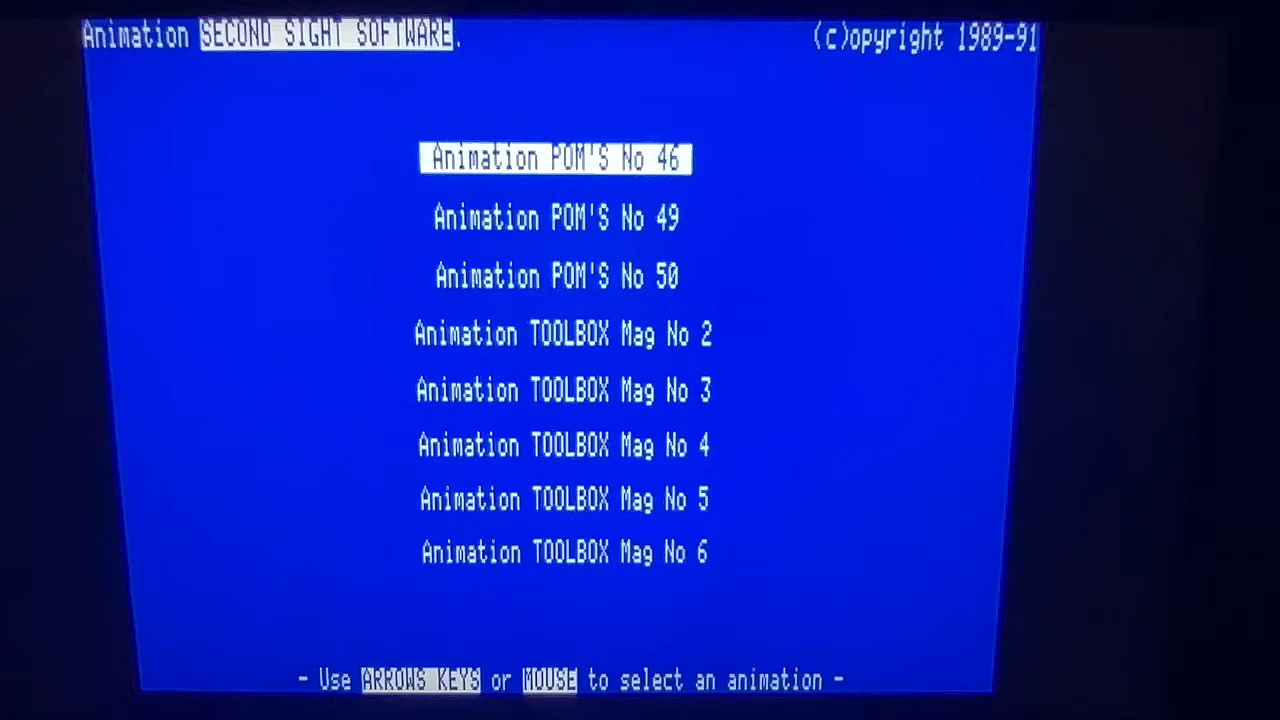 Animation SECOND SIGHT SOFTWARE. (c)opyright 1989-91
Animation POM'S No 46
Animation POM'S No 49
Animation POM'S No 50
Animation TOOLBOX Mag No 2
Animation TOOLBOX Mag No 3
Animation TOOLBOX Mag No 4
Animation TOOLBOX Mag No 5
Animation TOOLBOX Mag No 6
- Use ARROWS KEYS or MOUSE to select an animation -